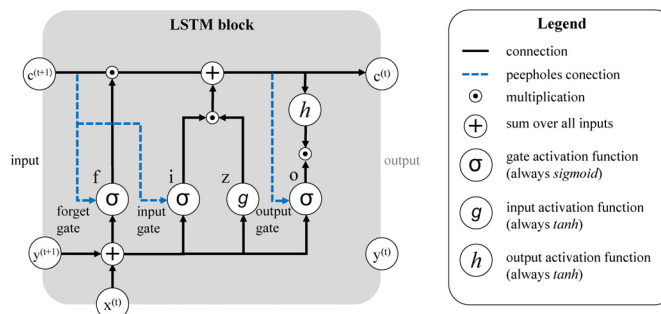 LSTM block
c(t+1)
c(t)
h
input
output
f
i
z
o
σ
σ
g
σ
forget
gate
input
gate
output
gate
y(t+1)
y(t)
x(t)
Legend
connection
peepholes conection
multiplication
sum over all inputs
σ
gate activation function
(always sigmoid)
g
input activation function
(always tanh)
h
output activation function
(always tanh)